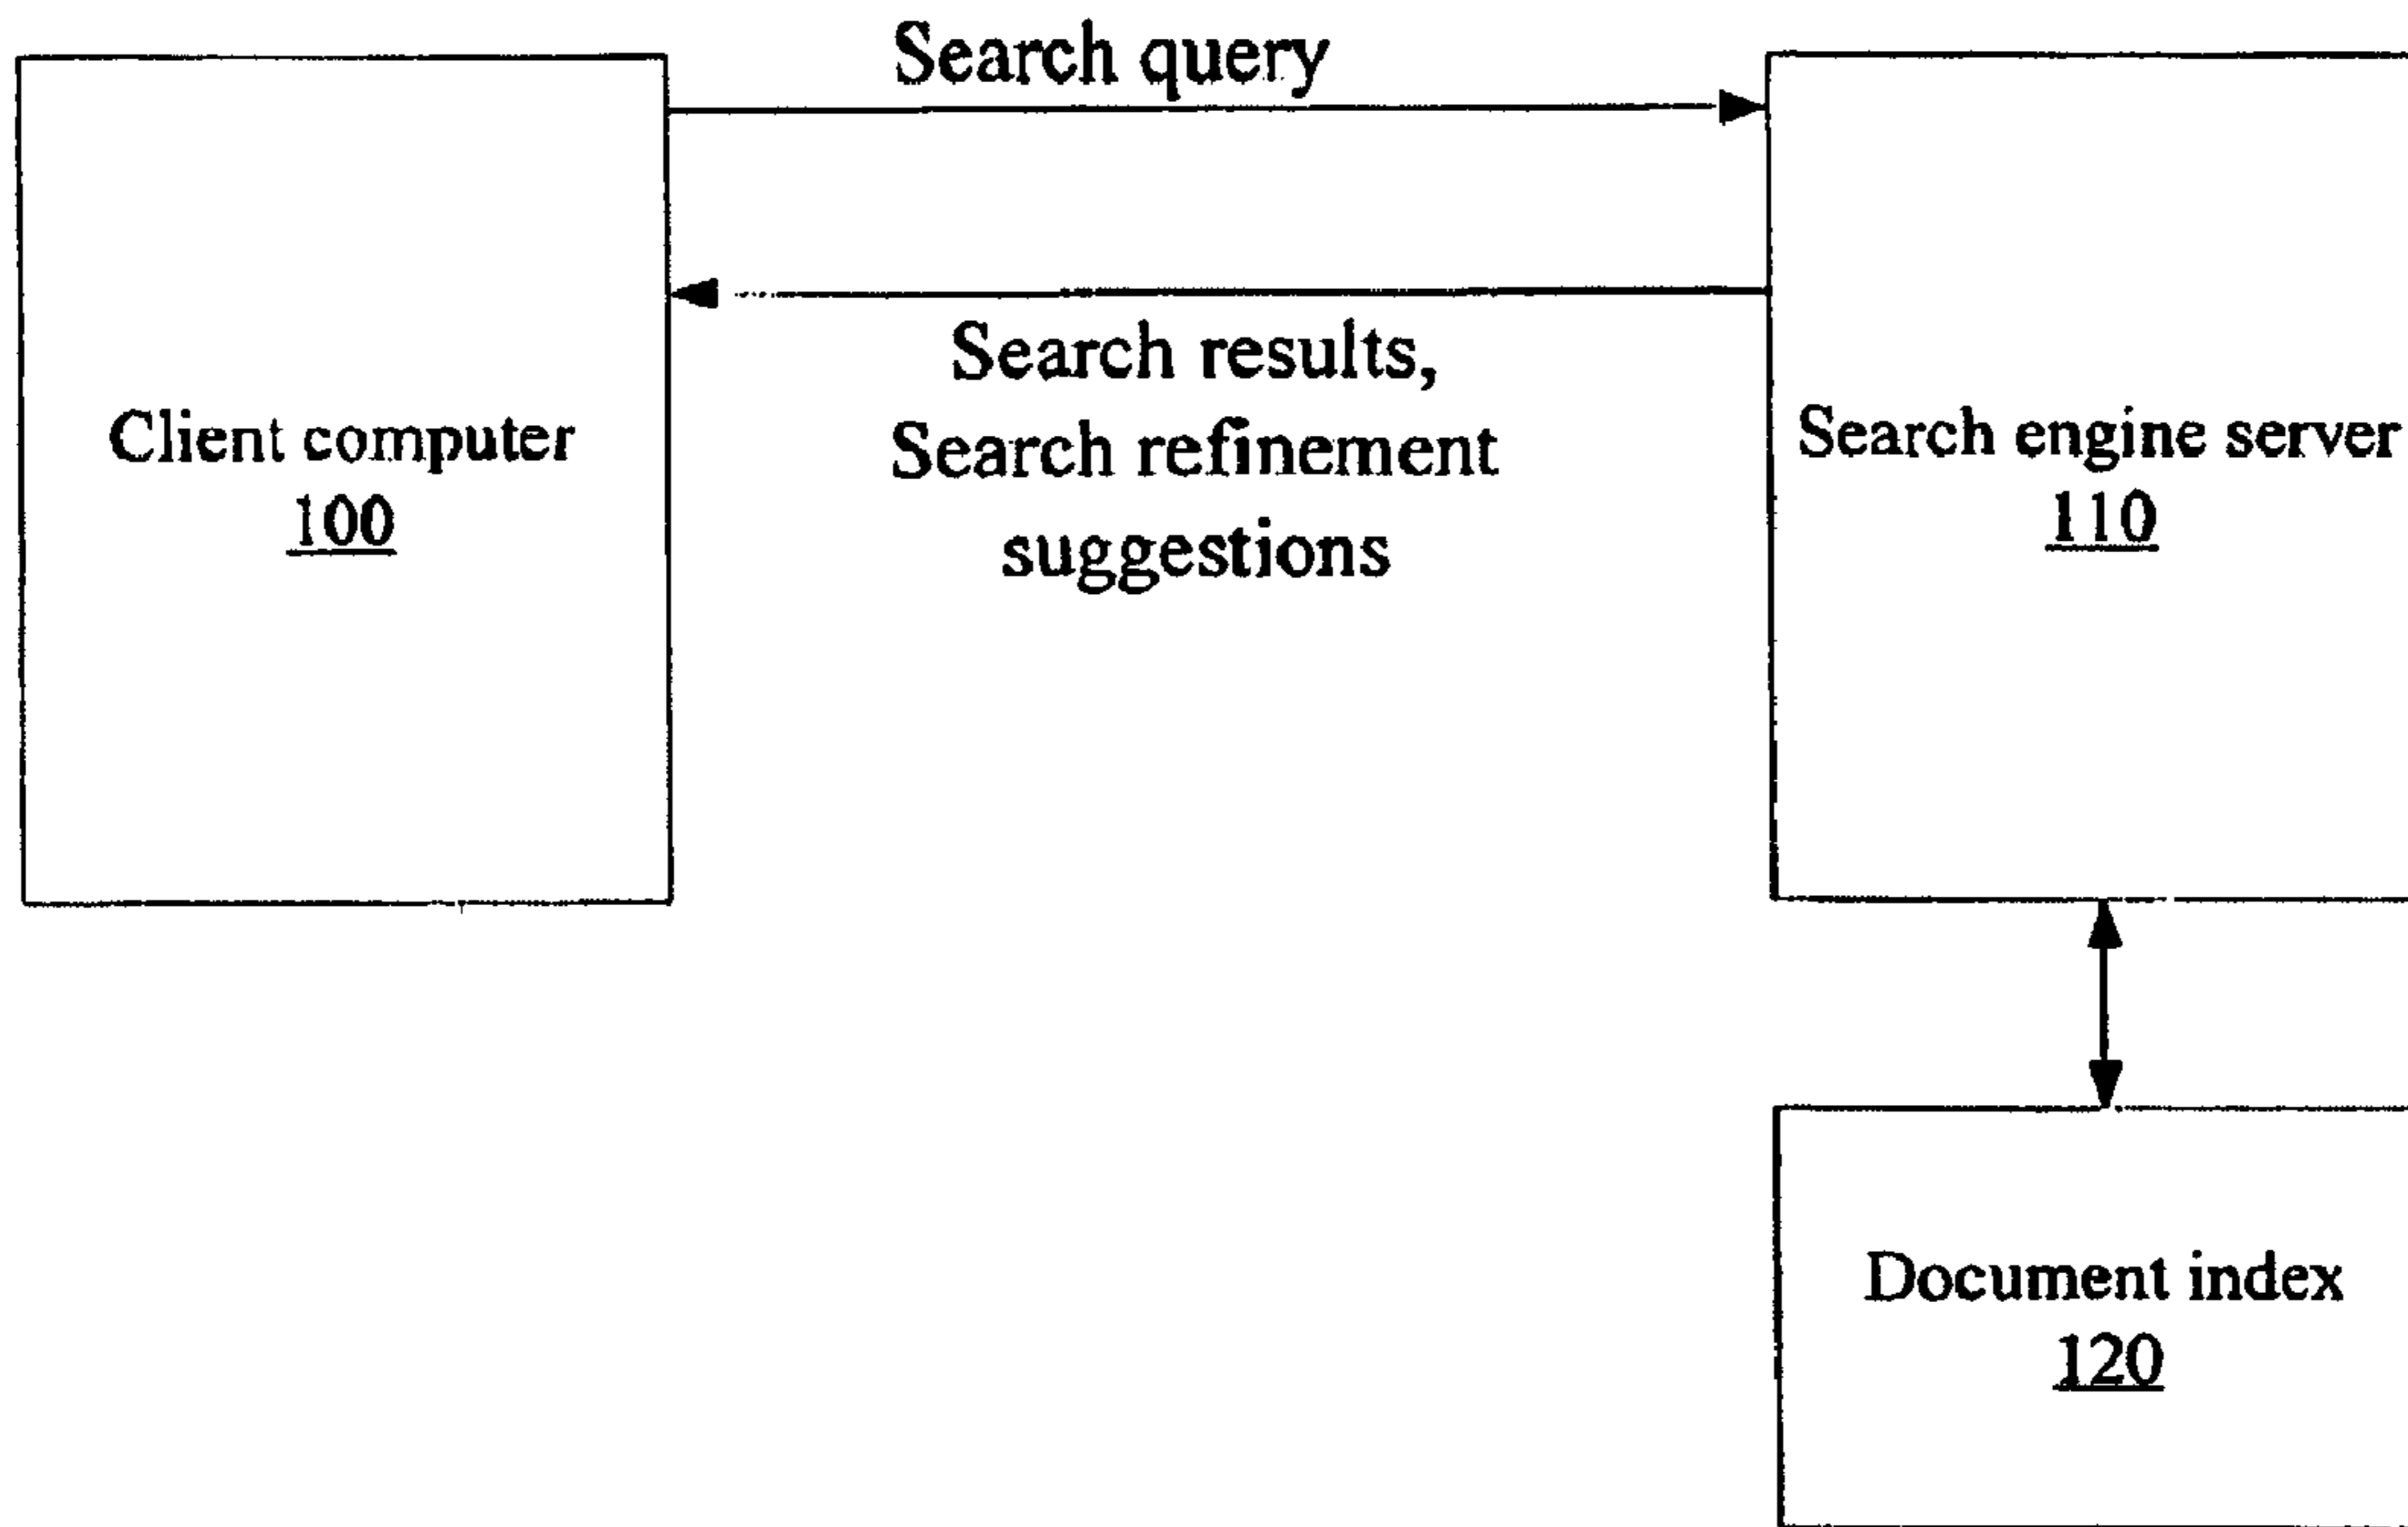 Search query
Search results,
Search refinement
suggestions
Client computer
100
Search engine server
110
Document index
120